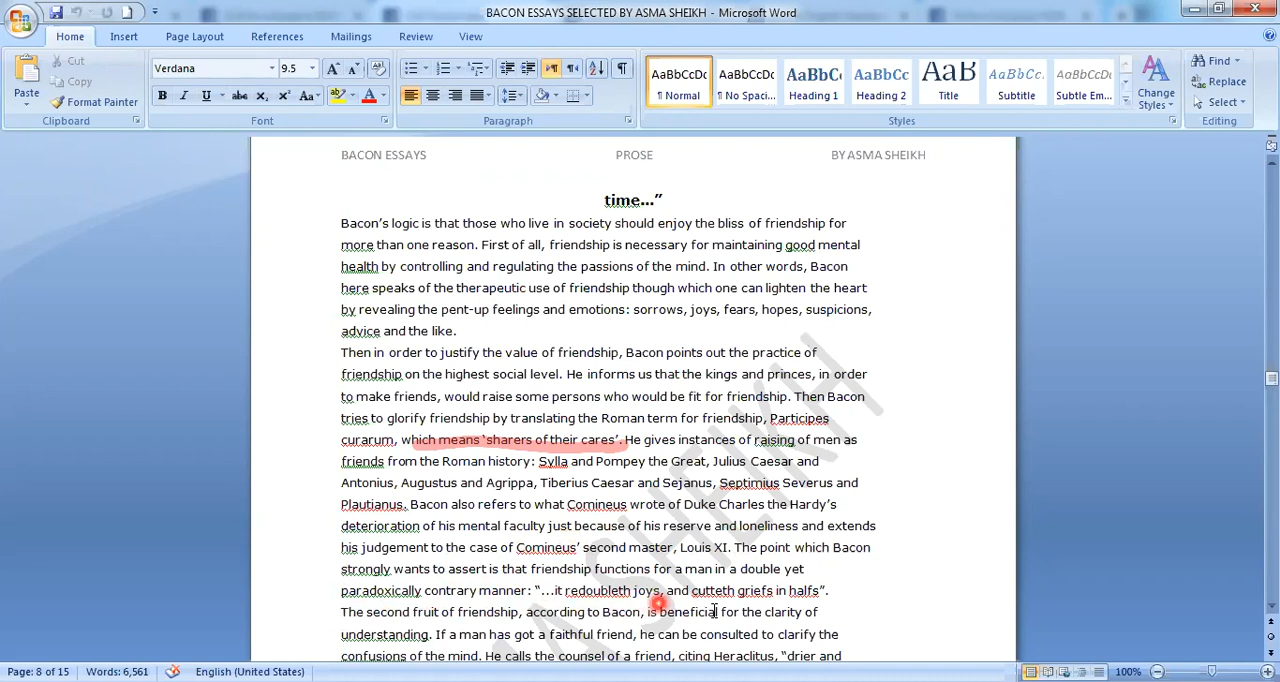 BACON ESSAYS SELECTED BY ASMA SHEIKH - Microsoft Word
Home Insert Page Layout References Mailings Review View
Paste
Cut
Copy
Format Painter
Clipboard
Verdana 9.5
Font
Paragraph
AaBbCcDc AaBbCcDc AaBbC AaBbCc AaB AaBbCc. AaBbCcDc
¶ Normal ¶ No Spaci... Heading 1 Heading 2 Title Subtitle Subtle Em...
Styles
Change Styles
Find
Replace
Select
Editing
BACON ESSAYS PROSE BY ASMA SHEIKH
time…”
Bacon’s logic is that those who live in society should enjoy the bliss of friendship for
more than one reason. First of all, friendship is necessary for maintaining good mental
health by controlling and regulating the passions of the mind. In other words, Bacon
here speaks of the therapeutic use of friendship though which one can lighten the heart
by revealing the pent-up feelings and emotions: sorrows, joys, fears, hopes, suspicions,
advice and the like.
Then in order to justify the value of friendship, Bacon points out the practice of
friendship on the highest social level. He informs us that the kings and princes, in order
to make friends, would raise some persons who would be fit for friendship. Then Bacon
tries to glorify friendship by translating the Roman term for friendship, Participes
curarum, which means ‘sharers of their cares’. He gives instances of raising of men as
friends from the Roman history: Sylla and Pompey the Great, Julius Caesar and
Antonius, Augustus and Agrippa, Tiberius Caesar and Sejanus, Septimius Severus and
Plautianus. Bacon also refers to what Comineus wrote of Duke Charles the Hardy’s
deterioration of his mental faculty just because of his reserve and loneliness and extends
his judgement to the case of Comineus’ second master, Louis XI. The point which Bacon
strongly wants to assert is that friendship functions for a man in a double yet
paradoxically contrary manner: “…it redoubleth joys, and cutteth griefs in halfs”.
The second fruit of friendship, according to Bacon, is beneficial for the clarity of
understanding. If a man has got a faithful friend, he can be consulted to clarify the
confusions of the mind. He calls the counsel of a friend, citing Heraclitus, “drier and
A SHEIKH
Page: 8 of 15 Words: 6,561 English (United States) 100%